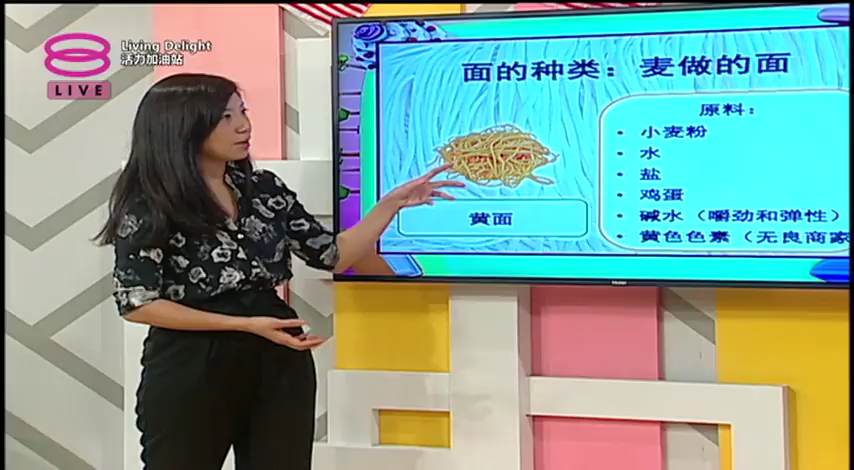 Living Delight
活力加油站
LIVE
面的种类：麦做的面
原料：
• 小麦粉
• 水
• 盐
• 鸡蛋
• 碱水（嚼劲和弹性）
• 黄色色素（无良商家
黄面